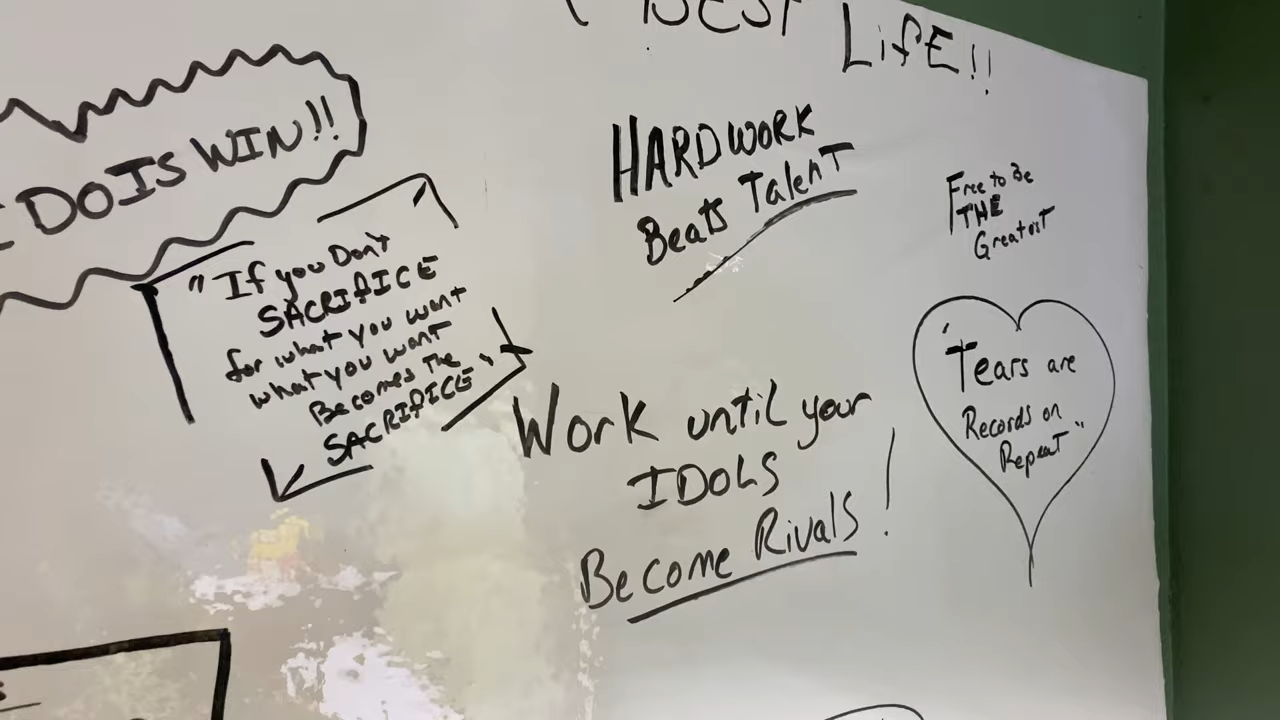 BEST
LIfE!!
DOIS WIN!!
HARDWORK
Beats Talent
Free to Be
THE
Greatest
"If you Don't
SACRIFICE
for what you want
what you want
Becomes The
SACRIFICE"
Work until your
IDOLS
Become Rivals!
'Tears are
Records on
Repeat"